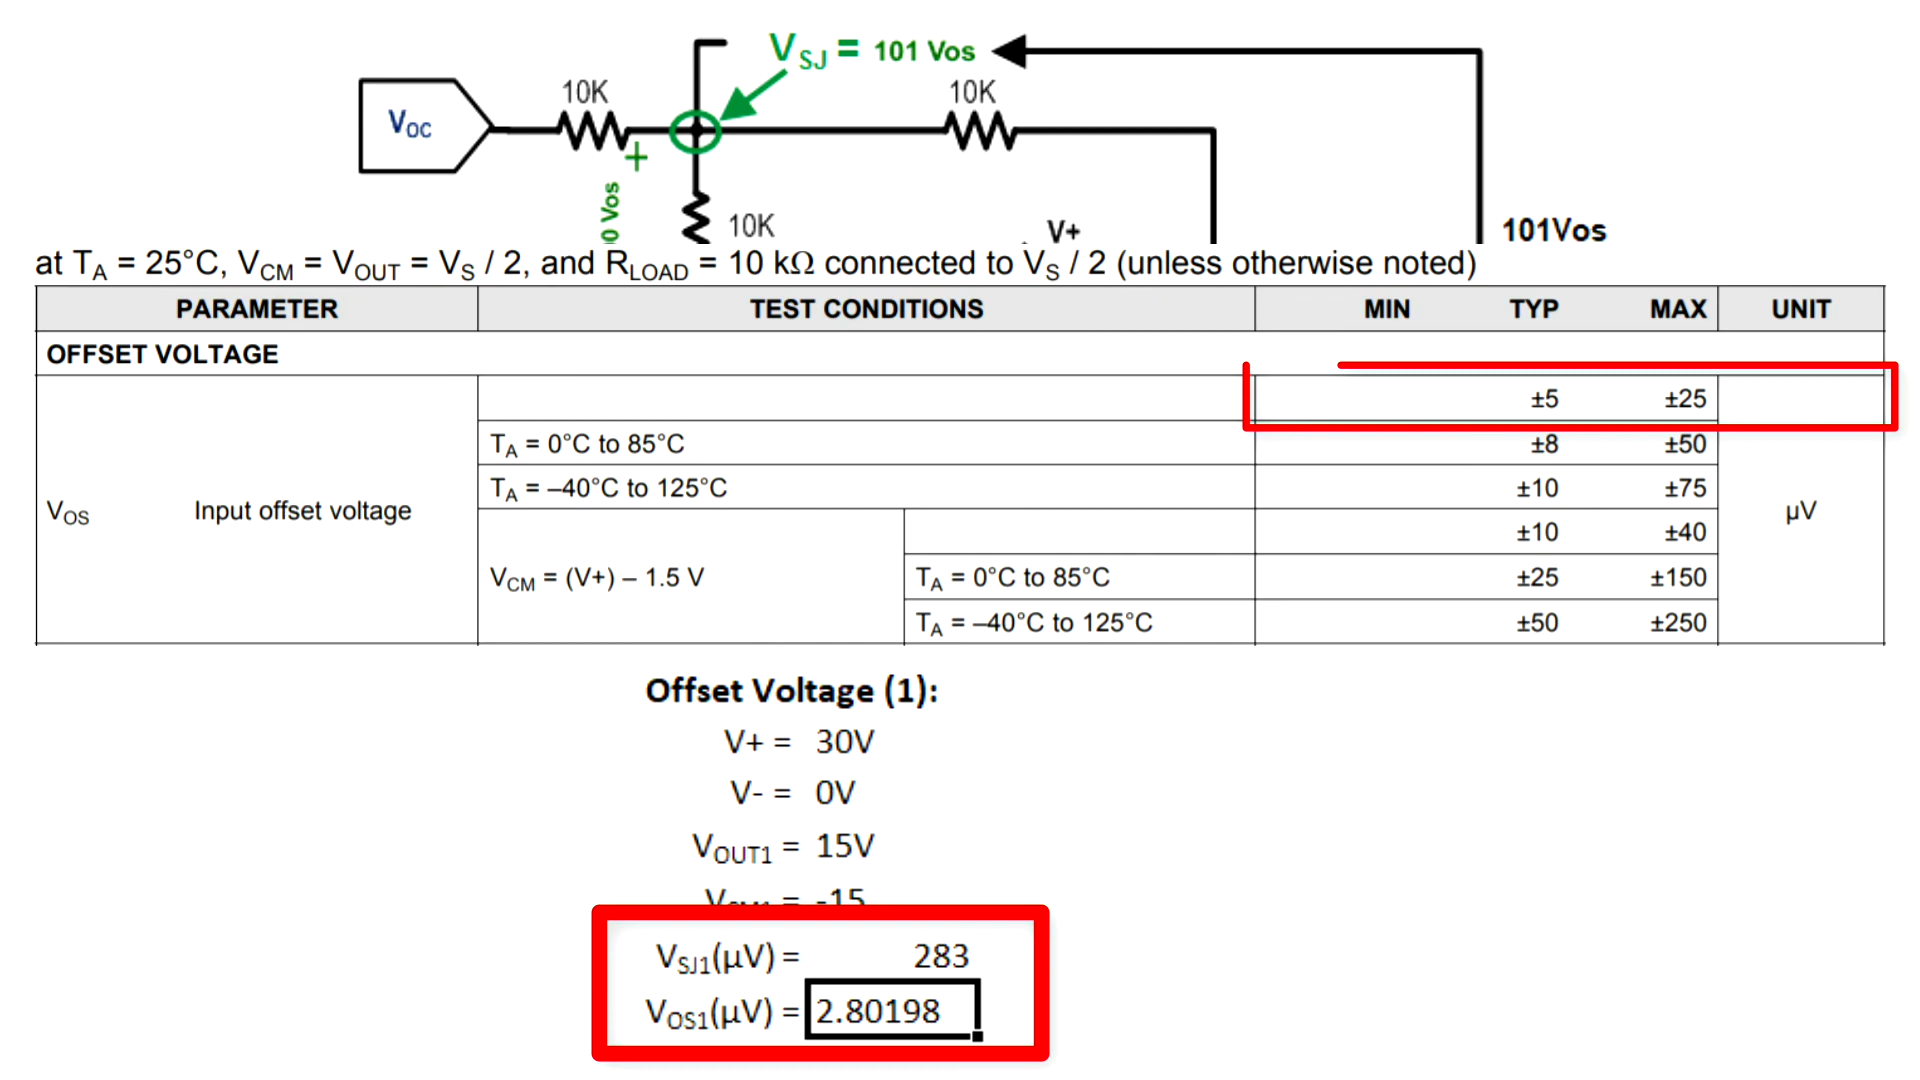 V_SJ = 101 Vos
10K
10K
V_OC
+
0 Vos
10K
V+
101Vos
at T_A = 25°C, V_CM = V_OUT = V_S / 2, and R_LOAD = 10 kΩ connected to V_S / 2 (unless otherwise noted)
PARAMETER TEST CONDITIONS MIN TYP MAX UNIT
OFFSET VOLTAGE
±5 ±25
T_A = 0°C to 85°C ±8 ±50
T_A = –40°C to 125°C ±10 ±75
V_OS Input offset voltage µV
±10 ±40
V_CM = (V+) – 1.5 V T_A = 0°C to 85°C ±25 ±150
T_A = –40°C to 125°C ±50 ±250
Offset Voltage (1):
V+ = 30V
V- = 0V
V_OUT1 = 15V
= -15
V_SJ1(µV) = 283
V_OS1(µV) = 2.80198